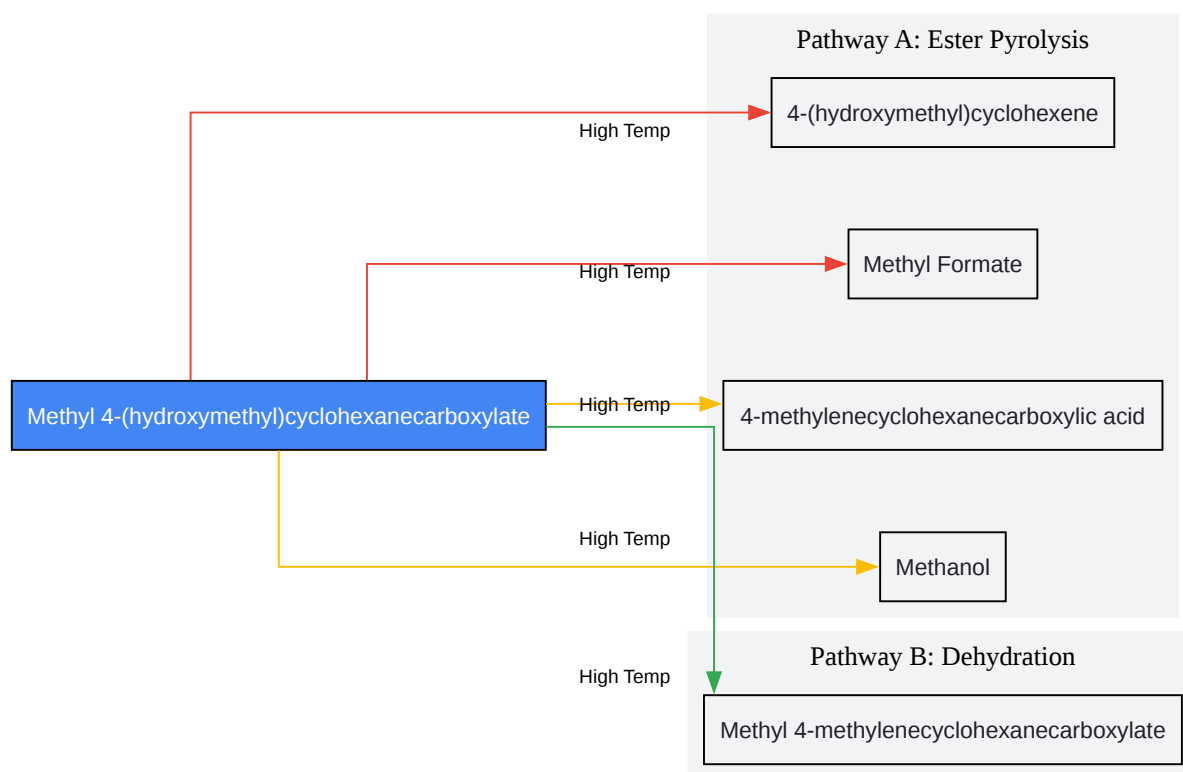 Pathway A: Ester Pyrolysis
4-(hydroxymethyl)cyclohexene
High Temp
Methyl Formate
High Temp
Methyl 4-(hydroxymethyl)cyclohexanecarboxylate
High Temp
4-methylenecyclohexanecarboxylic acid
High Temp
Methanol
Pathway B: Dehydration
High Temp
Methyl 4-methylenecyclohexanecarboxylate